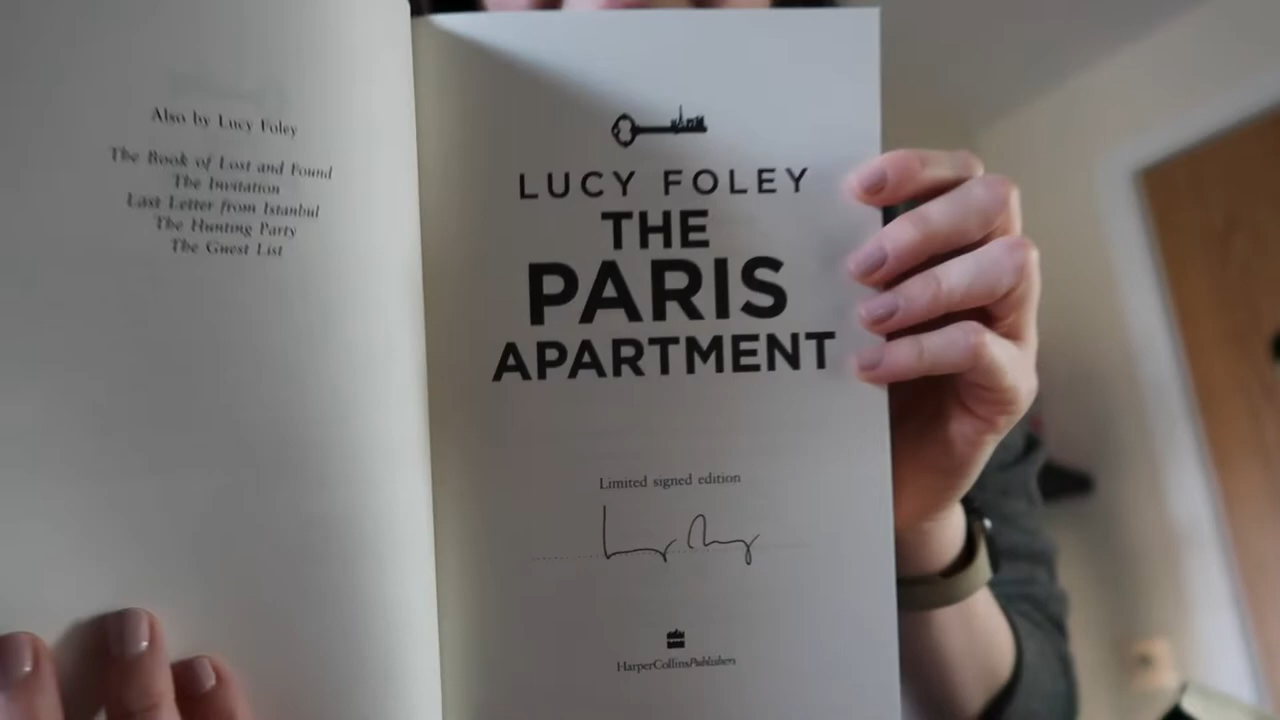 Also by Lucy Foley
The Book of Lost and Found
The Invitation
Last Letter from Istanbul
The Hunting Party
The Guest List
LUCY FOLEY
THE
PARIS
APARTMENT
Limited signed edition
HarperCollinsPublishers